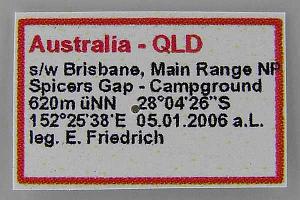 Australia - QLD
s/w Brisbane, Main Range NP
Spicers Gap - Campground
620m üNN 28°04'26"S
152°25'38'E 05.01.2006 a.L.
leg. E. Friedrich